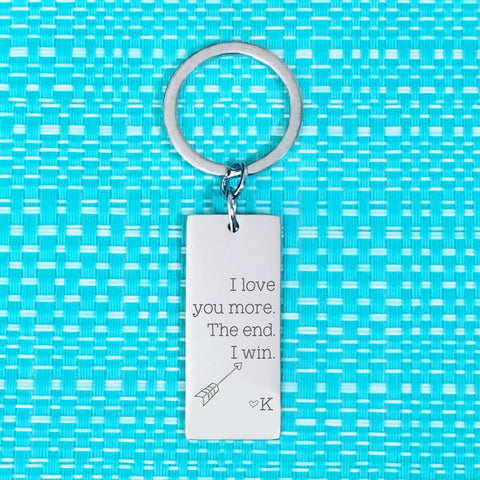 I love
you more.
The end.
I win.
♡K